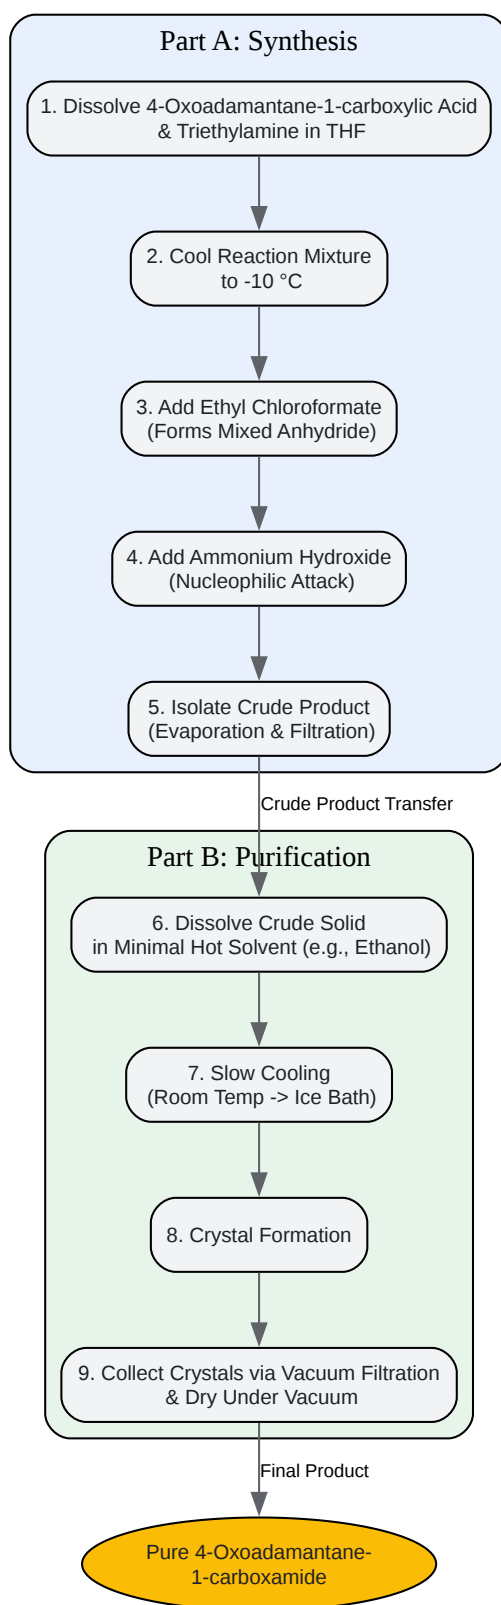 Part A: Synthesis
1. Dissolve 4-Oxoadamantane-1-carboxylic Acid
& Triethylamine in THF
2. Cool Reaction Mixture
to -10 °C
3. Add Ethyl Chloroformate
(Forms Mixed Anhydride)
4. Add Ammonium Hydroxide
(Nucleophilic Attack)
5. Isolate Crude Product
(Evaporation & Filtration)
Crude Product Transfer
Part B: Purification
6. Dissolve Crude Solid
in Minimal Hot Solvent (e.g., Ethanol)
7. Slow Cooling
(Room Temp -> Ice Bath)
8. Crystal Formation
9. Collect Crystals via Vacuum Filtration
& Dry Under Vacuum
Final Product
Pure 4-Oxoadamantane-
1-carboxamide